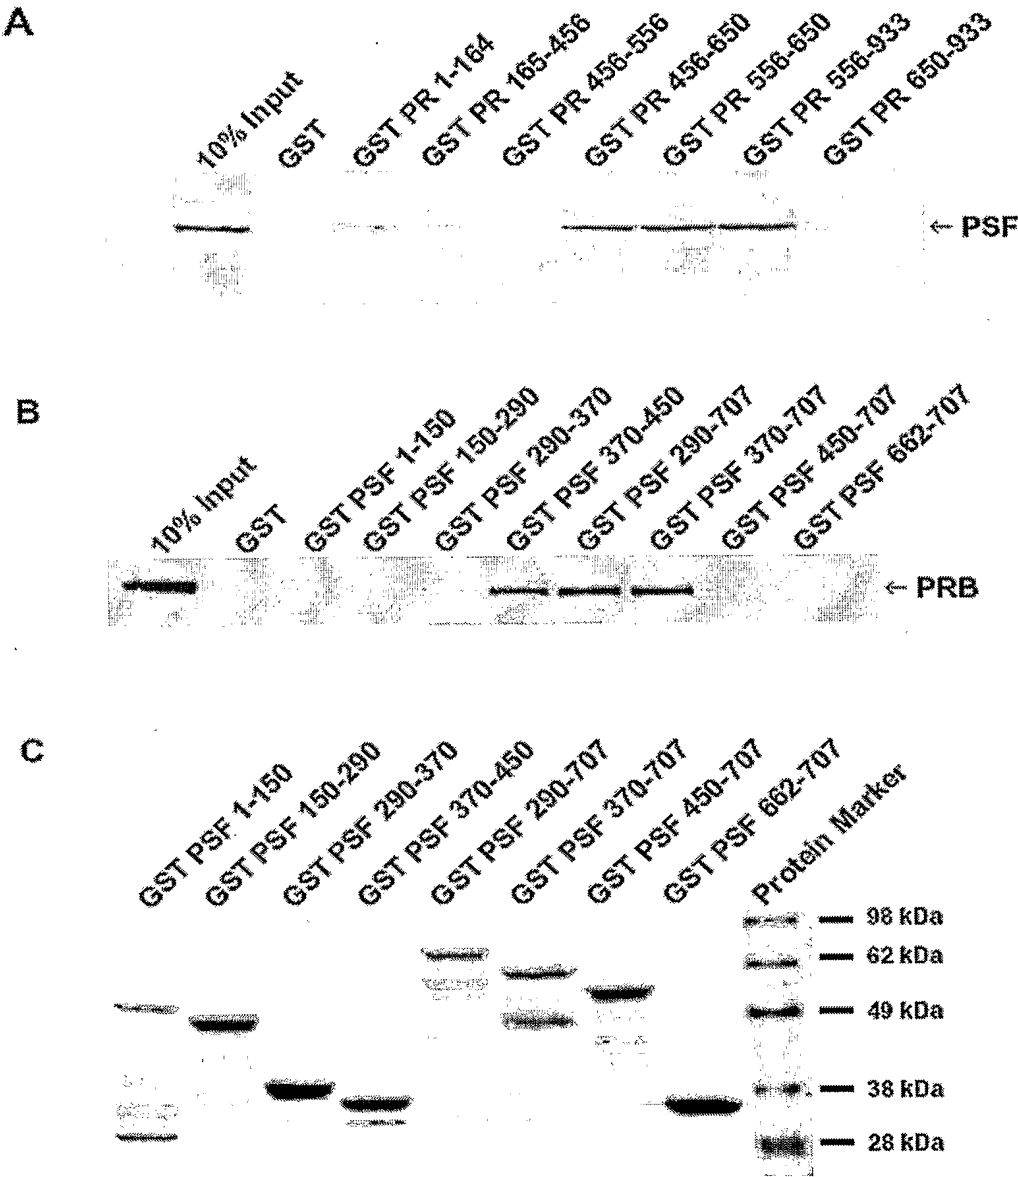 A
10% Input
GST
GST PR 1-164
GST PR 165-456
GST PR 456-556
GST PR 456-650
GST PR 556-650
GST PR 556-933
GST PR 650-933
← PSF
B
10% Input
GST
GST PSF 1-150
GST PSF 150-290
GST PSF 290-370
GST PSF 370-450
GST PSF 290-707
GST PSF 370-707
GST PSF 450-707
GST PSF 662-707
← PRB
C
GST PSF 1-150
GST PSF 150-290
GST PSF 290-370
GST PSF 370-450
GST PSF 290-707
GST PSF 370-707
GST PSF 450-707
GST PSF 662-707
Protein Marker
98 kDa
62 kDa
49 kDa
38 kDa
28 kDa